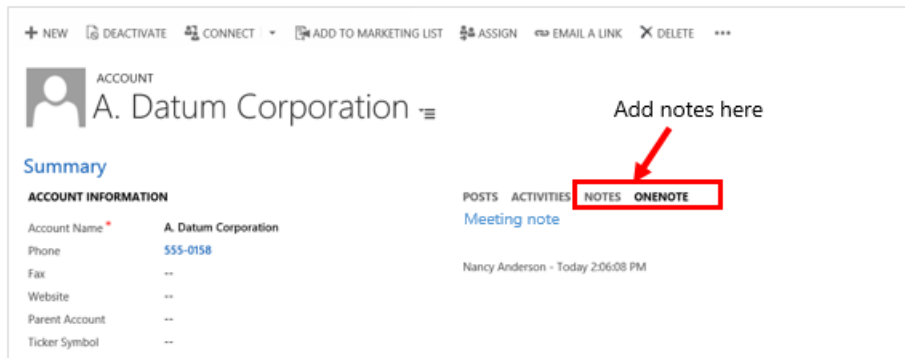 + NEW DEACTIVATE CONNECT ADD TO MARKETING LIST ASSIGN EMAIL A LINK DELETE ...
ACCOUNT
A. Datum Corporation
Add notes here
Summary
ACCOUNT INFORMATION
Account Name * A. Datum Corporation
Phone 555-0158
Fax --
Website --
Parent Account --
Ticker Symbol --
POSTS ACTIVITIES NOTES ONENOTE
Meeting note
Nancy Anderson - Today 2:06:08 PM